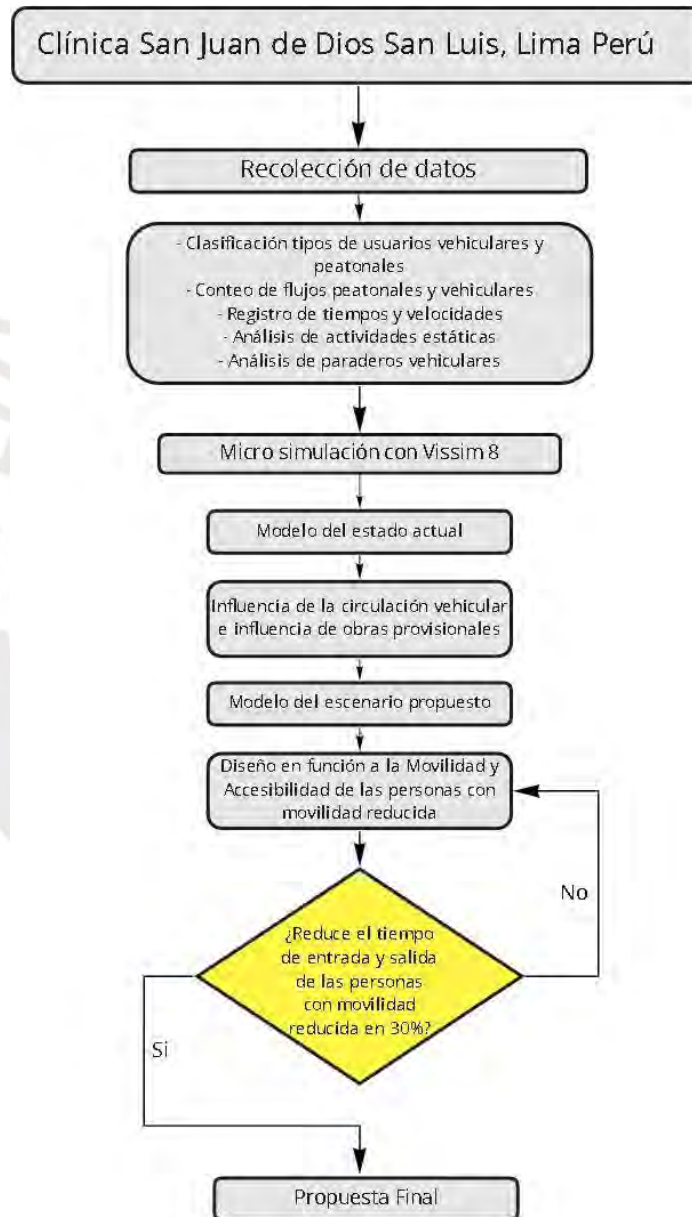 Clínica San Juan de Dios San Luis, Lima Perú
Recolección de datos
- Clasificación tipos de usuarios vehiculares y
peatonales
- Conteo de flujos peatonales y vehiculares
- Registro de tiempos y velocidades
- Análisis de actividades estáticas
- Análisis de paraderos vehiculares
Micro simulación con Vissim 8
Modelo del estado actual
Influencia de la circulación vehicular
e influencia de obras provisionales
Modelo del escenario propuesto
Diseño en función a la Movilidad y
Accesibilidad de las personas con
movilidad reducida
¿Reduce el tiempo
de entrada y salida
de las personas
con movilidad
reducida en 30%?
No
Si
Propuesta Final